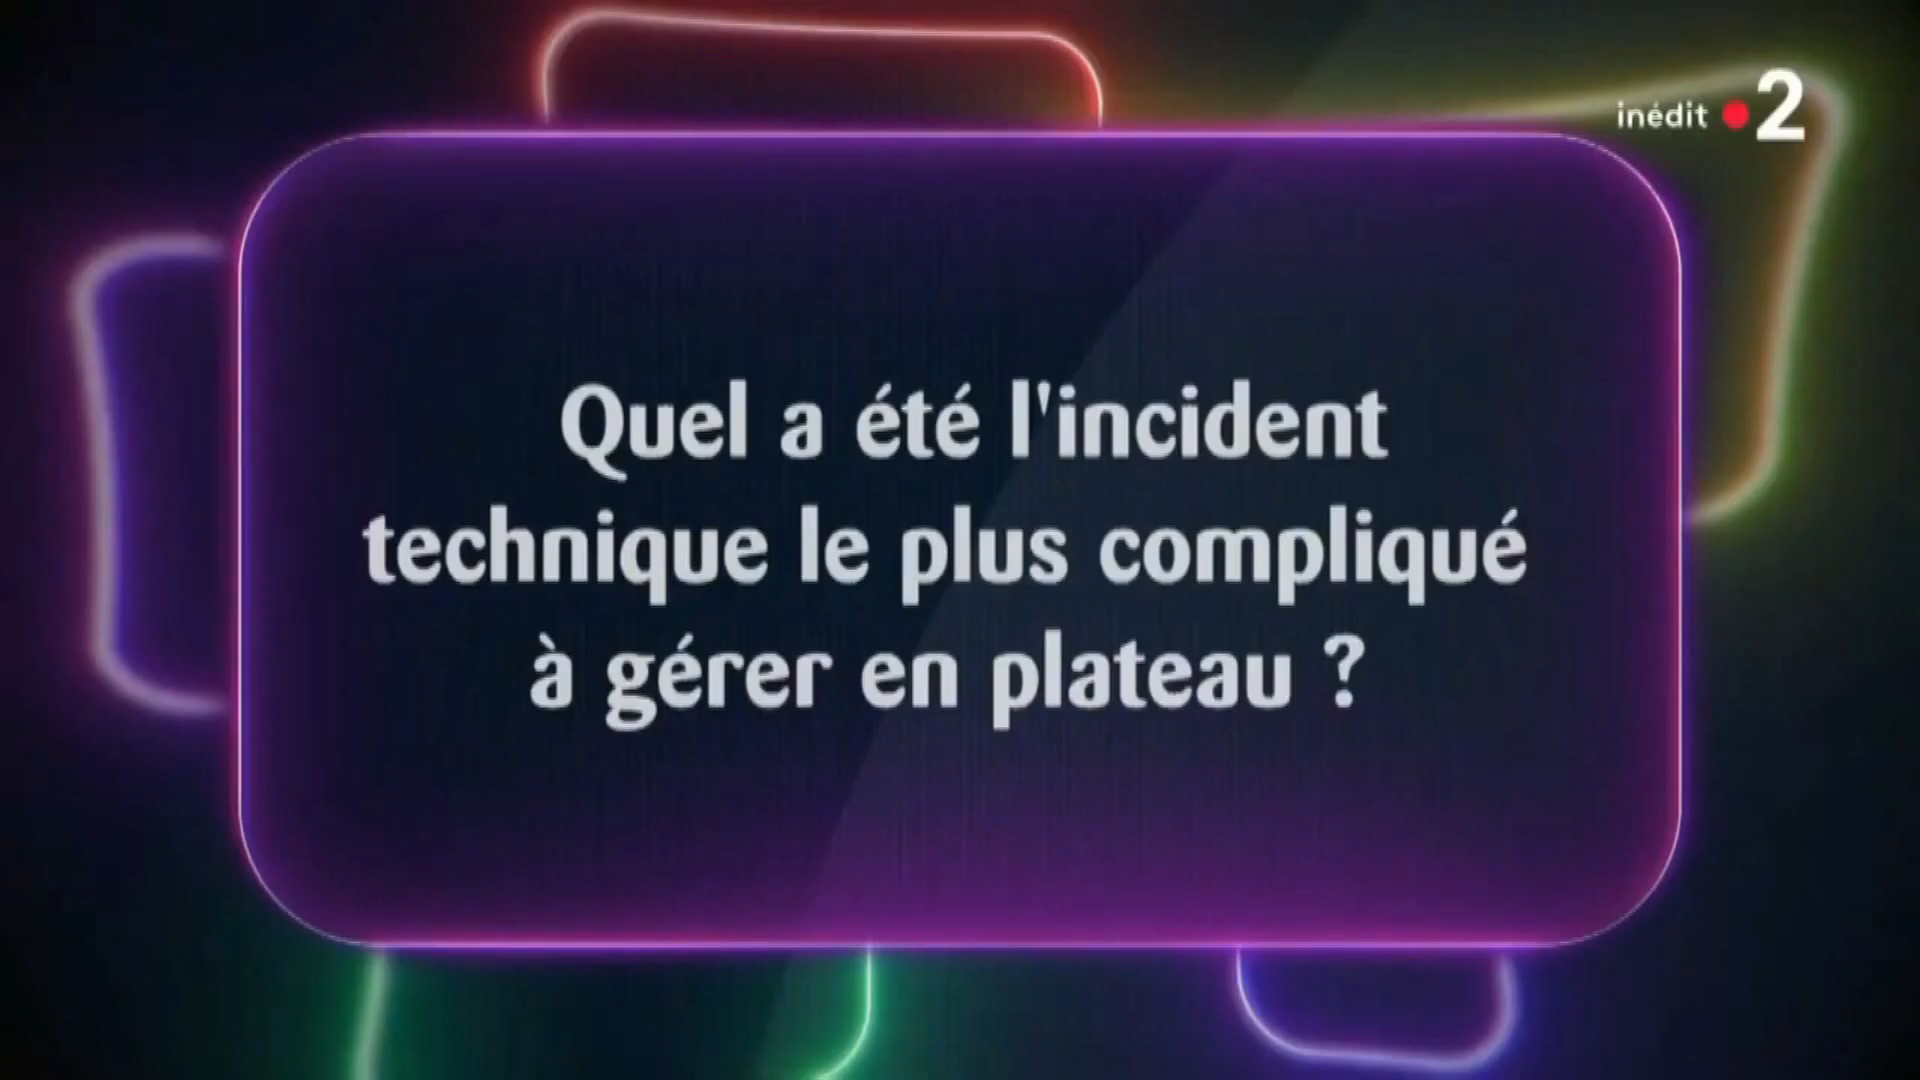 inédit 2
Quel a été l'incident
technique le plus compliqué
à gérer en plateau ?